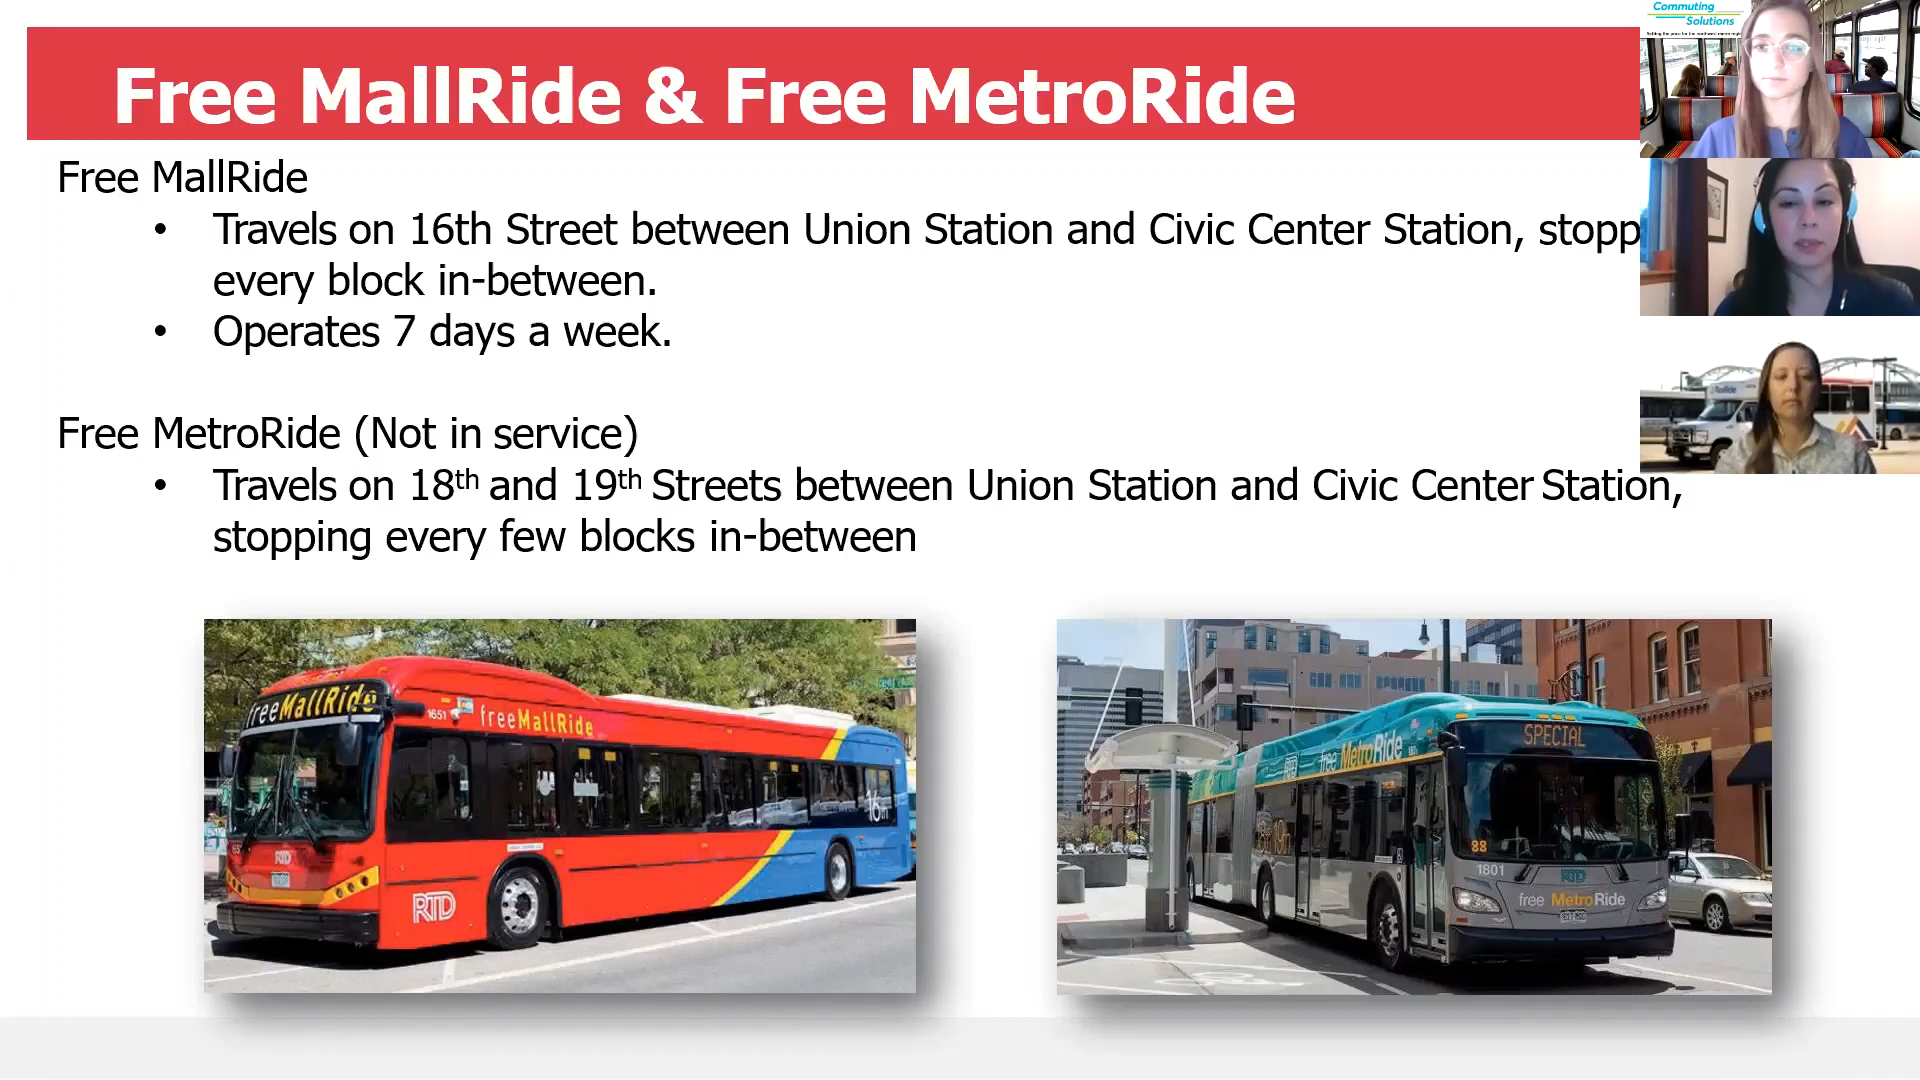 Commuting
Solutions
Free MallRide & Free MetroRide
Free MallRide
• Travels on 16th Street between Union Station and Civic Center Station, stopp
every block in-between.
• Operates 7 days a week.
Free MetroRide (Not in service)
• Travels on 18th and 19th Streets between Union Station and Civic Center Station,
stopping every few blocks in-between
freeMallRide
1651
freeMallRide
16th
RTD
RTD
SPECIAL
RTD free MetroRide
88
1801
RTD
free MetroRide